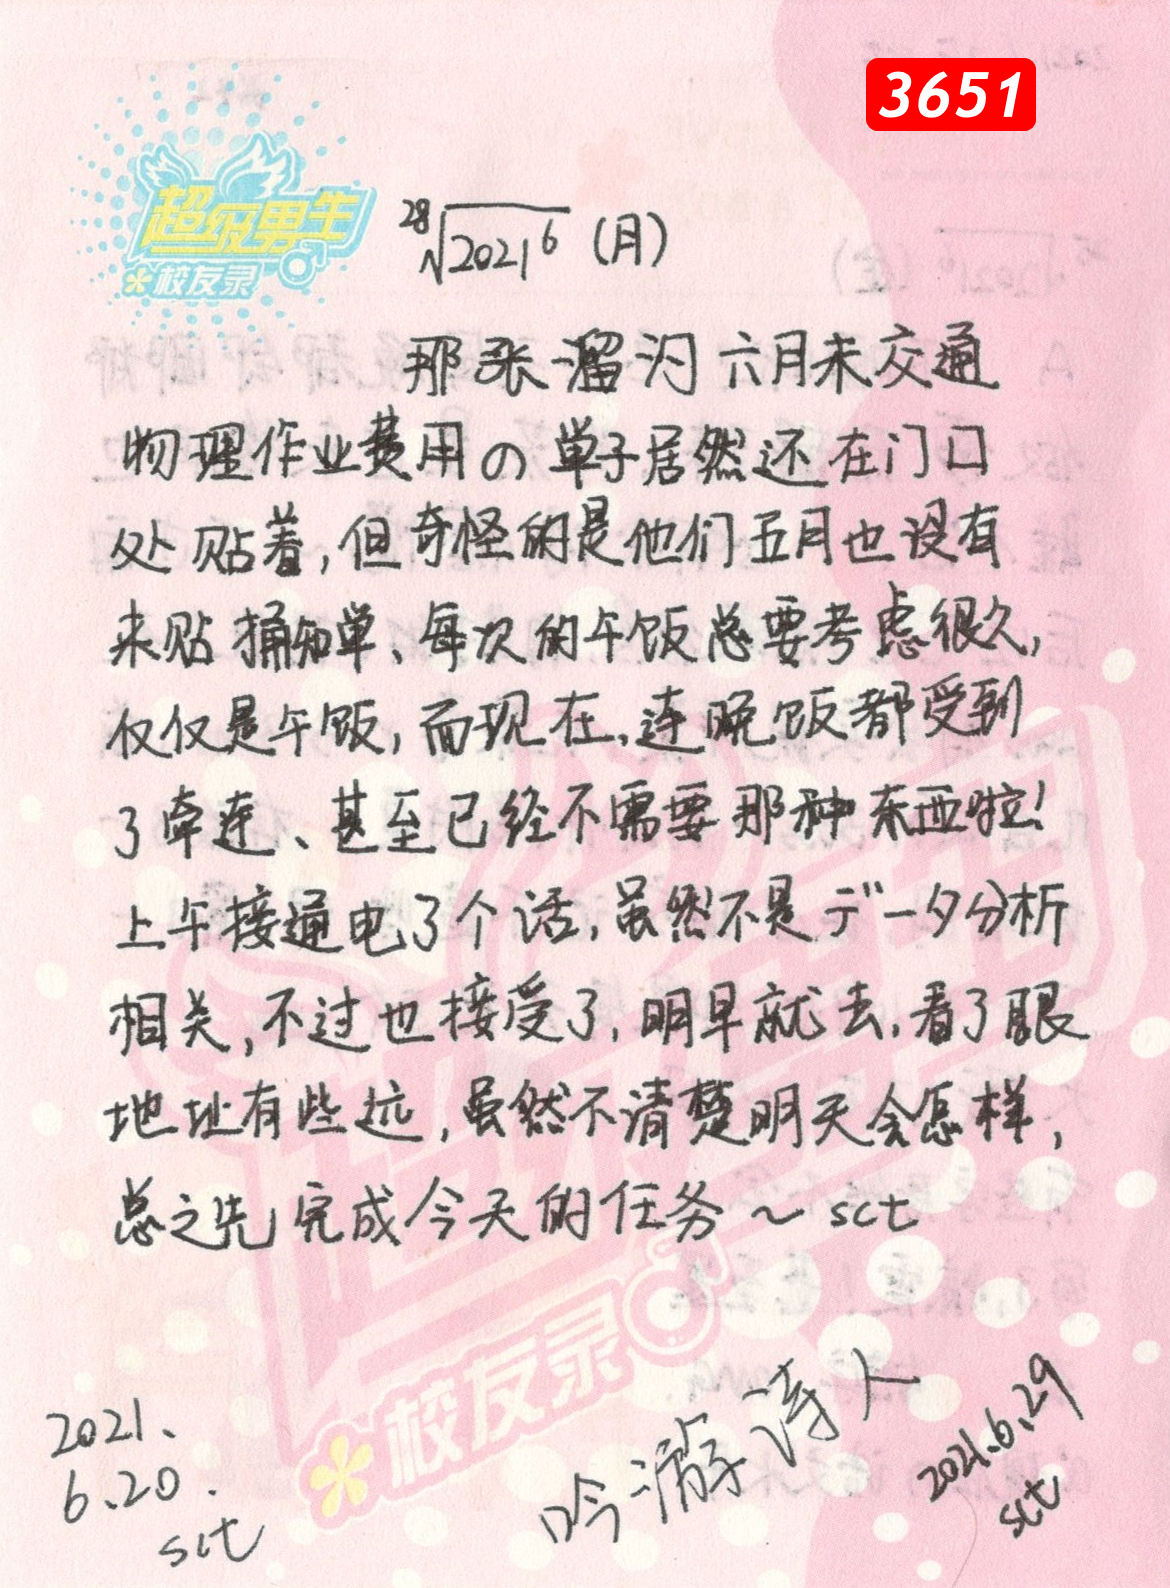 3651
超级男生
校友录
28√2021⁶ (月)
那张溜沟六月未交通
物理作业费用の单子居然还在门口
处贴着,但奇怪的是他们五月也没有
来贴捅知单、每次的午饭总要考虑很久,
仅仅是午饭,而现在,连晚饭都受到
了牵连、甚至已经不需要那种东西啦!
上午接通电了个话,虽然不是データ分析
相关,不过也接受了,明早就去,看了眼
地址有些远,虽然不清楚明天会怎样,
总之先完成今天的任务~sct
校友录
2021.
6.20.
sct
吟游诗人
2021.6.29
sct